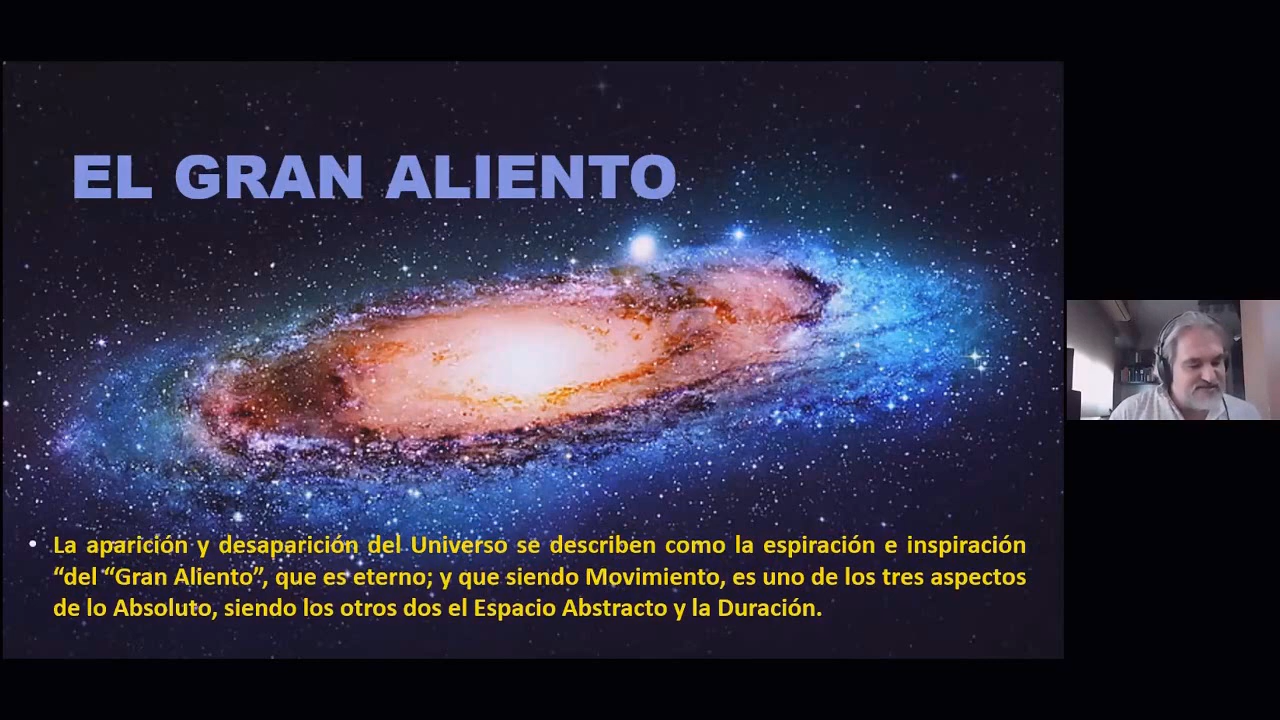 EL GRAN ALIENTO
• La aparición y desaparición del Universo se describen como la espiración e inspiración
“del “Gran Aliento”, que es eterno; y que siendo Movimiento, es uno de los tres aspectos
de lo Absoluto, siendo los otros dos el Espacio Abstracto y la Duración.